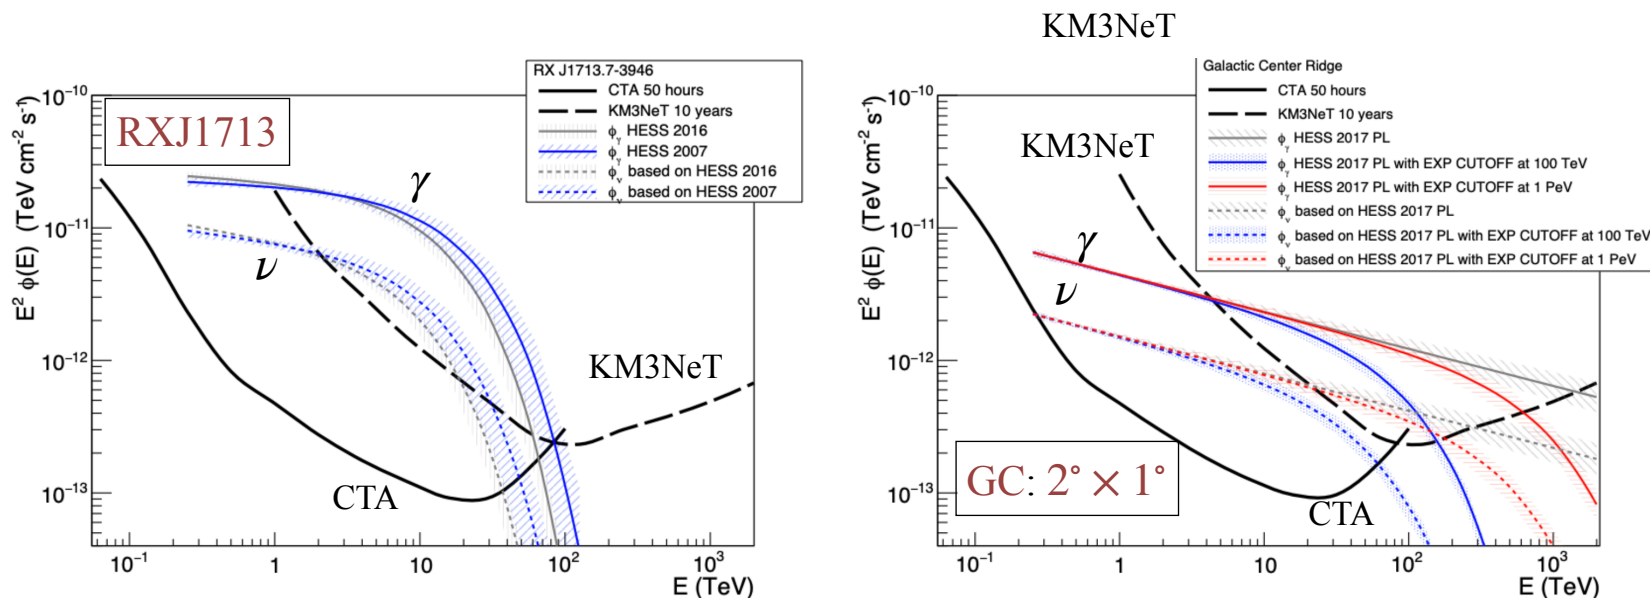 KM3NeT
RX J1713.7-3946
CTA 50 hours
KM3NeT 10 years
ϕγ HESS 2016
ϕγ HESS 2007
ϕν based on HESS 2016
ϕν based on HESS 2007
RXJ1713
γ
ν
KM3NeT
CTA
E² ϕ(E) (TeV cm⁻² s⁻¹)
10⁻¹⁰
10⁻¹¹
10⁻¹²
10⁻¹³
10⁻¹ 1 10 10² 10³
E (TeV)
Galactic Center Ridge
CTA 50 hours
KM3NeT 10 years
ϕγ HESS 2017 PL
ϕγ HESS 2017 PL with EXP CUTOFF at 100 TeV
ϕγ HESS 2017 PL with EXP CUTOFF at 1 PeV
ϕν based on HESS 2017 PL
ϕν based on HESS 2017 PL with EXP CUTOFF at 100 TeV
ϕν based on HESS 2017 PL with EXP CUTOFF at 1 PeV
KM3NeT
γ
ν
GC: 2° × 1°
CTA
E² ϕ(E) (TeV cm⁻² s⁻¹)
10⁻¹⁰
10⁻¹¹
10⁻¹²
10⁻¹³
10⁻¹ 1 10 10² 10³
E (TeV)